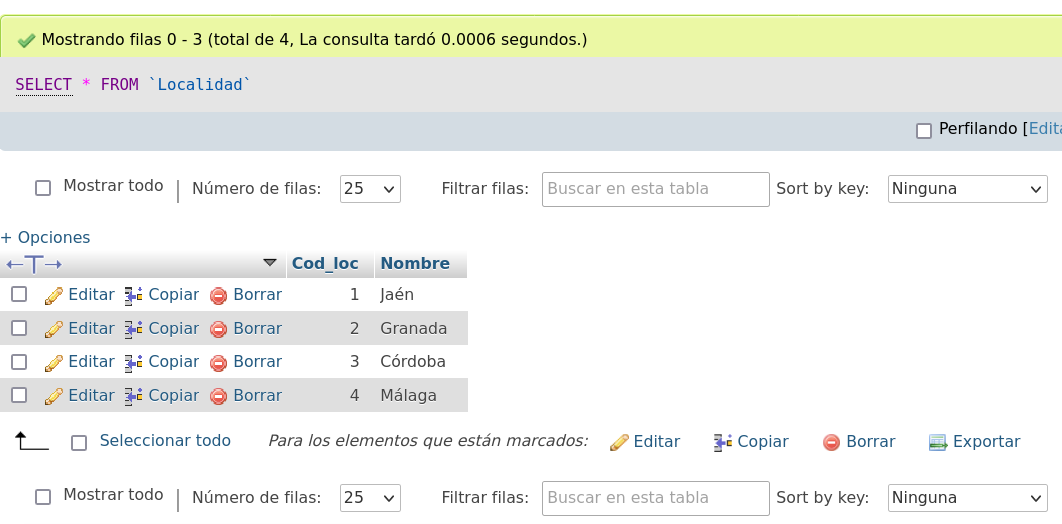 Mostrando filas 0 - 3 (total de 4, La consulta tardó 0.0006 segundos.)
SELECT * FROM `Localidad`
Perfilando [Edita
Mostrar todo | Número de filas: 25 Filtrar filas: Buscar en esta tabla Sort by key: Ninguna
+ Opciones
←T→ Cod_loc Nombre
Editar Copiar Borrar 1 Jaén
Editar Copiar Borrar 2 Granada
Editar Copiar Borrar 3 Córdoba
Editar Copiar Borrar 4 Málaga
Seleccionar todo Para los elementos que están marcados: Editar Copiar Borrar Exportar
Mostrar todo | Número de filas: 25 Filtrar filas: Buscar en esta tabla Sort by key: Ninguna